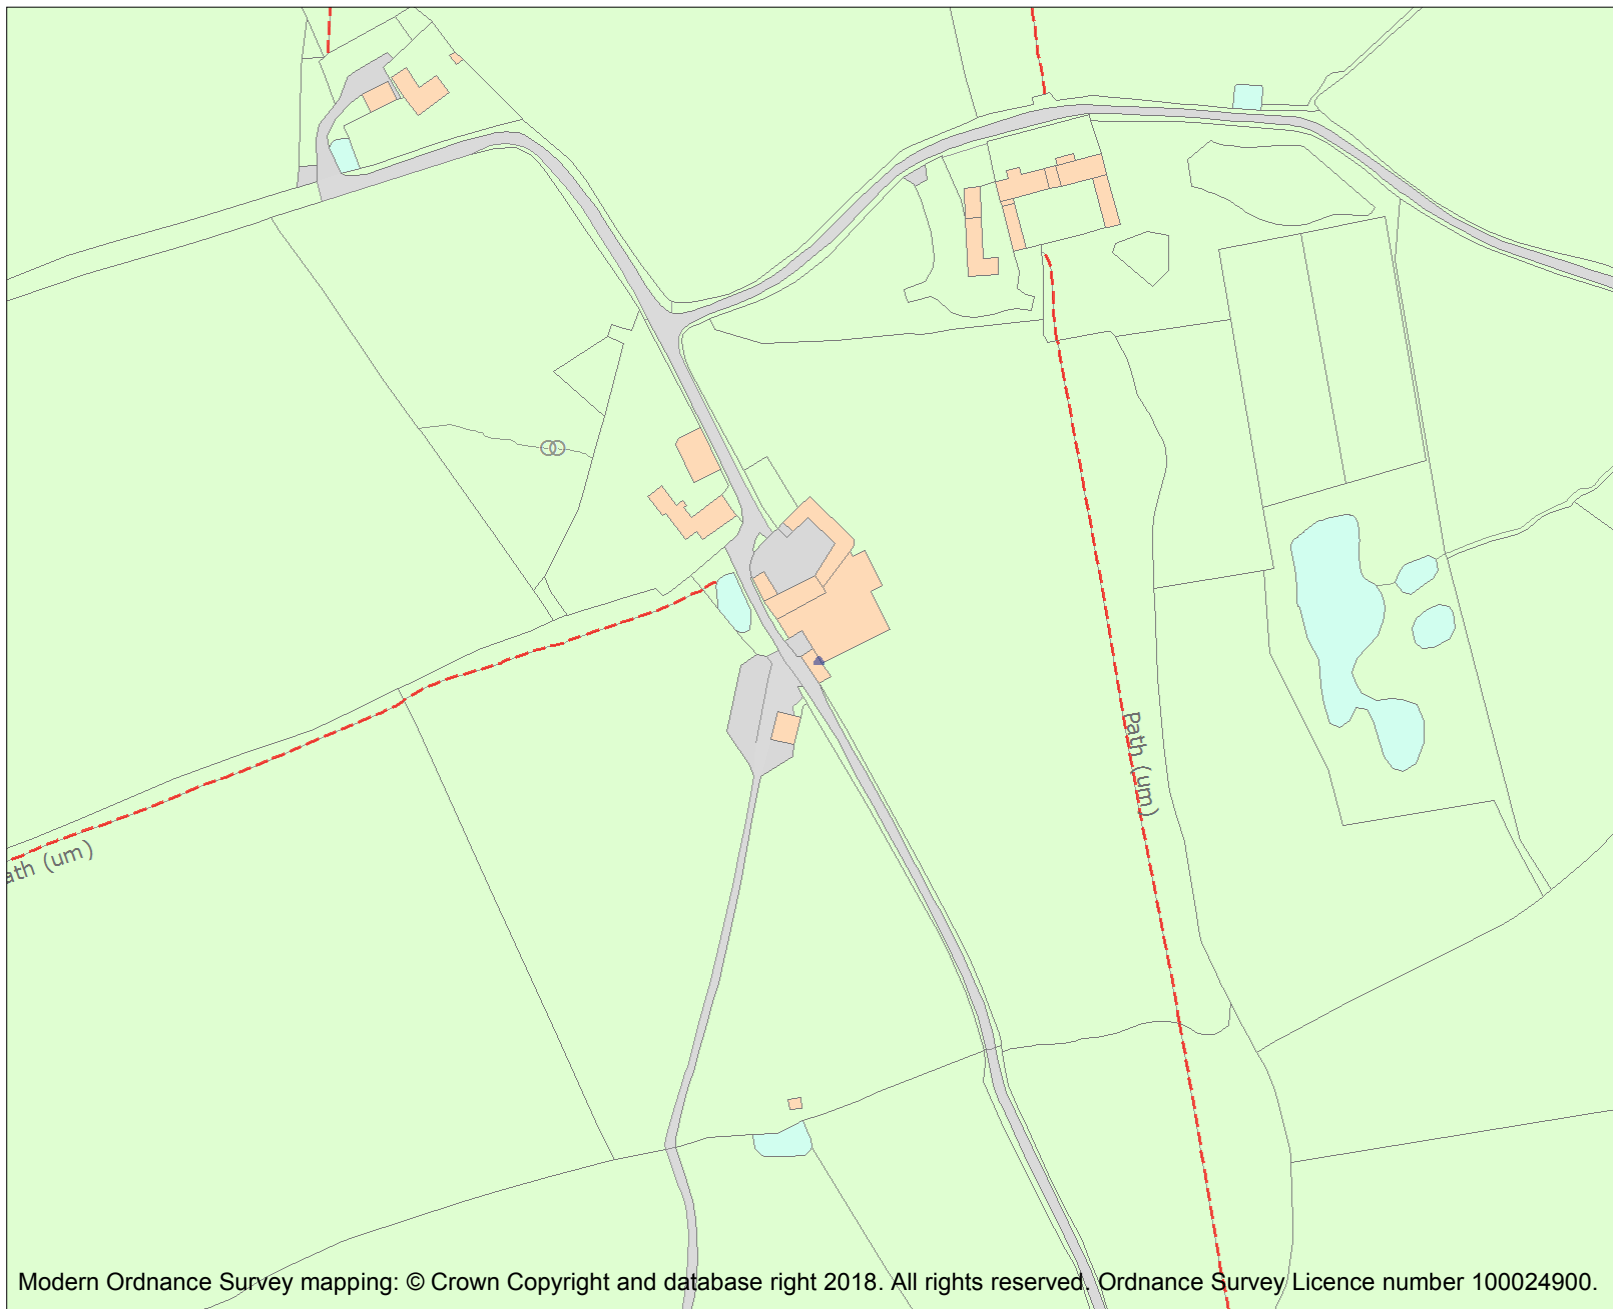 Path (um)
ath (um)
Modern Ordnance Survey mapping: © Crown Copyright and database right 2018. All rights reserved. Ordnance Survey Licence number 100024900.